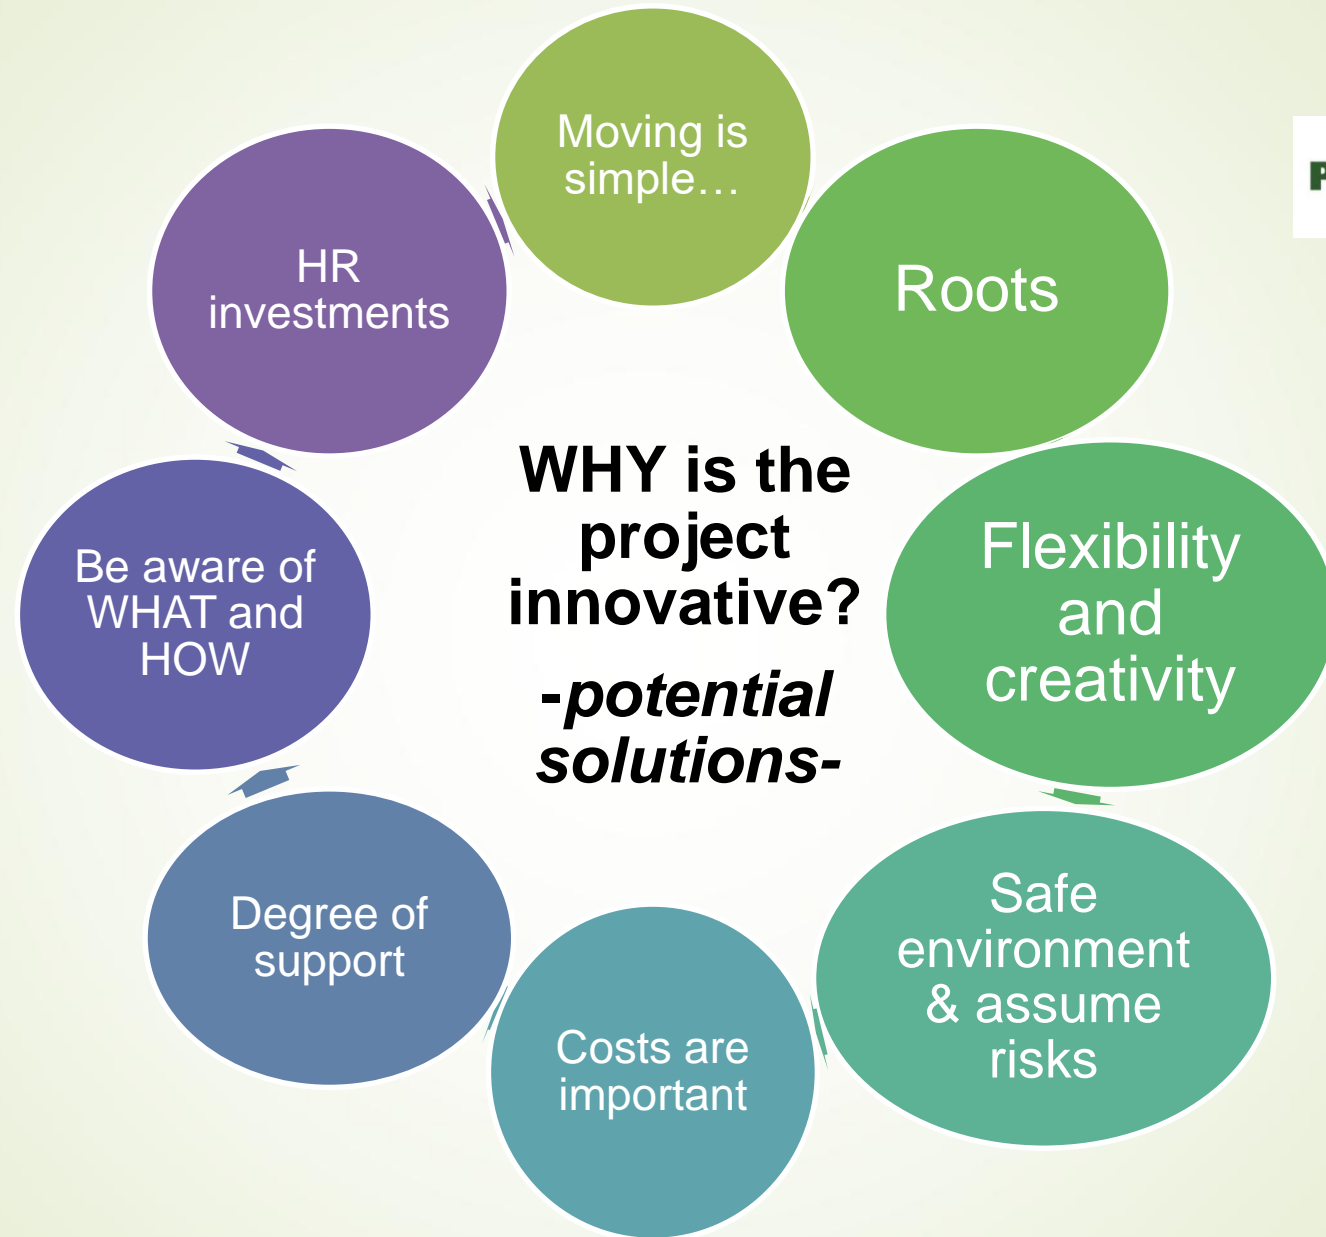 Moving is
simple…
Roots
Flexibility
and
creativity
Safe
environment
& assume
risks
Costs are
important
Degree of
support
Be aware of
WHAT and
HOW
HR
investments
WHY is the
project
innovative?
-potential
solutions-